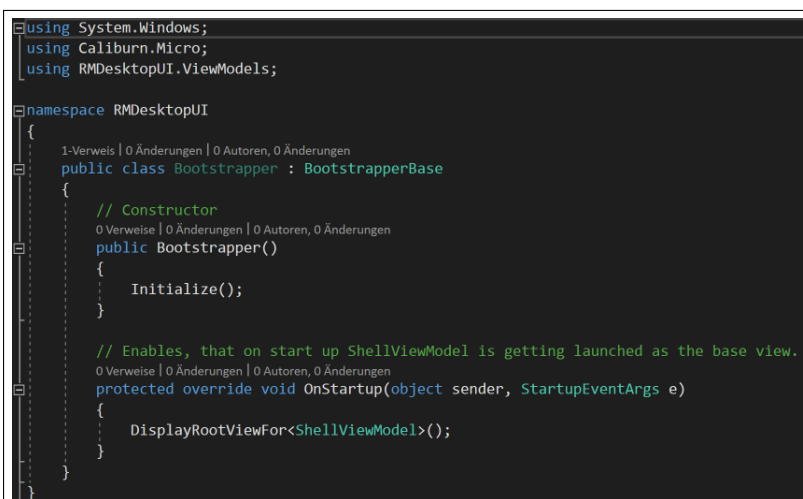 using System.Windows;
using Caliburn.Micro;
using RMDesktopUI.ViewModels;
namespace RMDesktopUI
{
1-Verweis | 0 Änderungen | 0 Autoren, 0 Änderungen
public class Bootstrapper : BootstrapperBase
{
// Constructor
0 Verweise | 0 Änderungen | 0 Autoren, 0 Änderungen
public Bootstrapper()
{
Initialize();
}
// Enables, that on start up ShellViewModel is getting launched as the base view.
0 Verweise | 0 Änderungen | 0 Autoren, 0 Änderungen
protected override void OnStartup(object sender, StartupEventArgs e)
{
DisplayRootViewFor<ShellViewModel>();
}
}
}